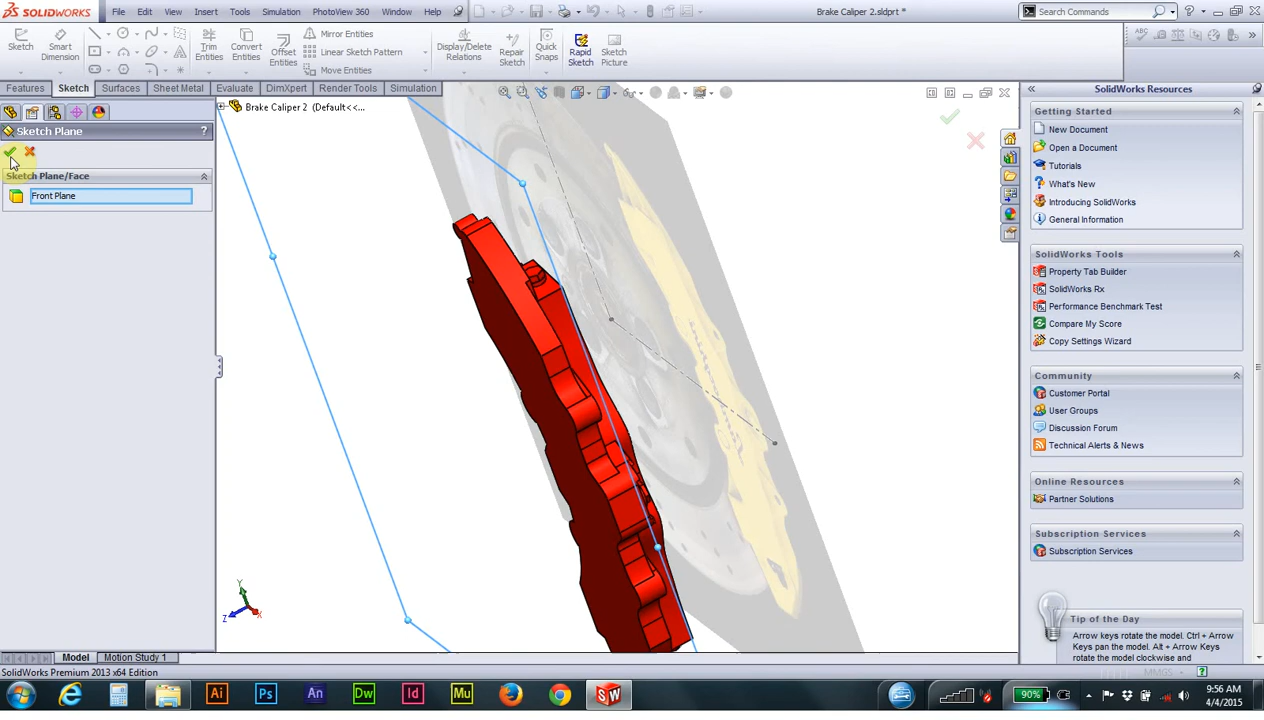 SOLIDWORKS File Edit View Insert Tools Simulation PhotoView 360 Window Help Brake Caliper 2.sldprt * Search Commands
Sketch
Smart Dimension
Trim Entities
Convert Entities
Offset Entities
Mirror Entities
Linear Sketch Pattern
Move Entities
Display/Delete Relations
Repair Sketch
Quick Snaps
Rapid Sketch
Sketch Picture
Features Sketch Surfaces Sheet Metal Evaluate DimXpert Render Tools Simulation
Brake Caliper 2 (Default<<...
Sketch Plane ?
Sketch Plane/Face
Front Plane
Y
Z
X
SolidWorks Resources
Getting Started
New Document
Open a Document
Tutorials
What's New
Introducing SolidWorks
General Information
SolidWorks Tools
Property Tab Builder
SolidWorks Rx
Performance Benchmark Test
Compare My Score
Copy Settings Wizard
Community
Customer Portal
User Groups
Discussion Forum
Technical Alerts & News
Online Resources
Partner Solutions
Subscription Services
Subscription Services
Tip of the Day
Arrow keys rotate the model. Ctrl + Arrow
Keys pan the model. Alt + Arrow Keys
rotate the model clockwise and
Model Motion Study 1
SolidWorks Premium 2013 x64 Edition
MMGS
Ai Ps An Dw Id Mu SW
90%
9:56 AM
4/4/2015